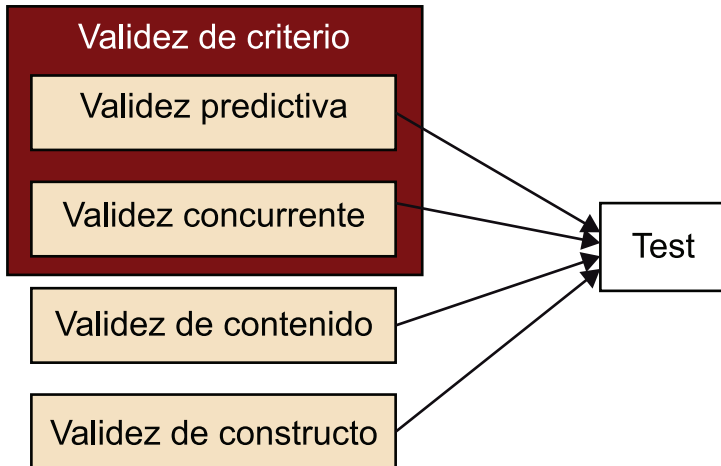 Validez de criterio
Validez predictiva
Validez concurrente
Test
Validez de contenido
Validez de constructo